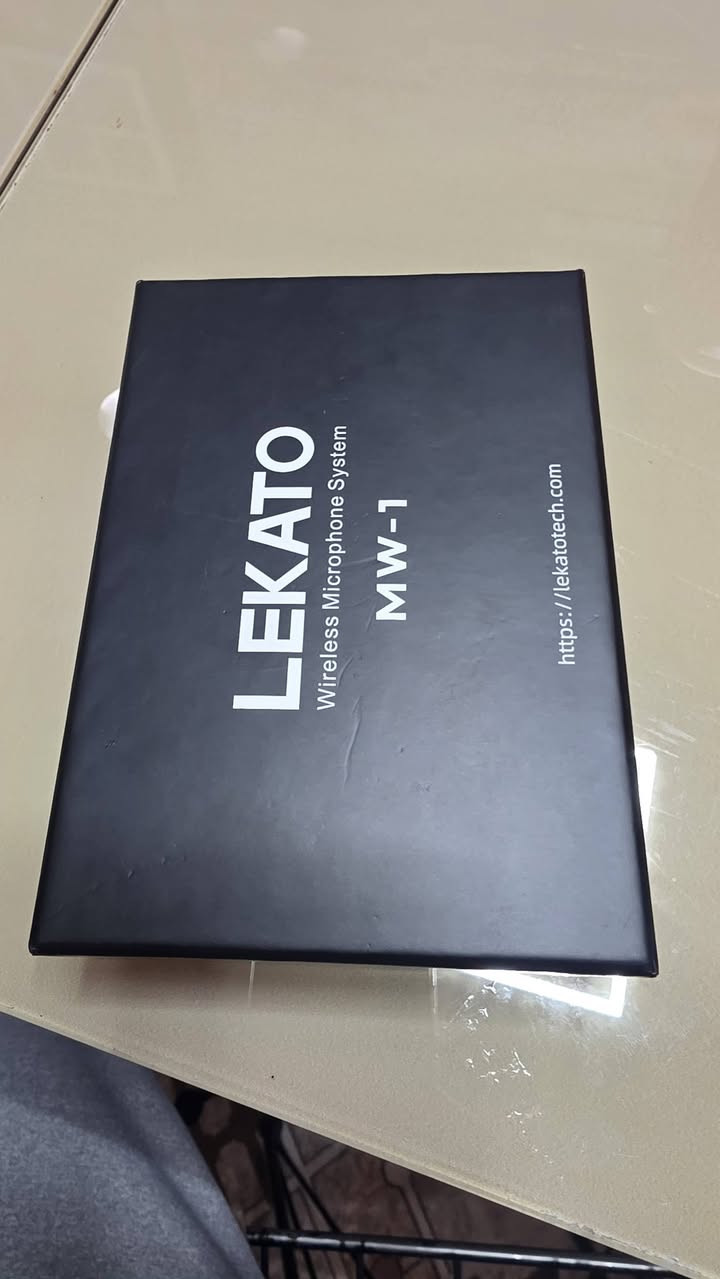 LEKATO
Wireless Microphone System
MW-1
https://lekatotech.com